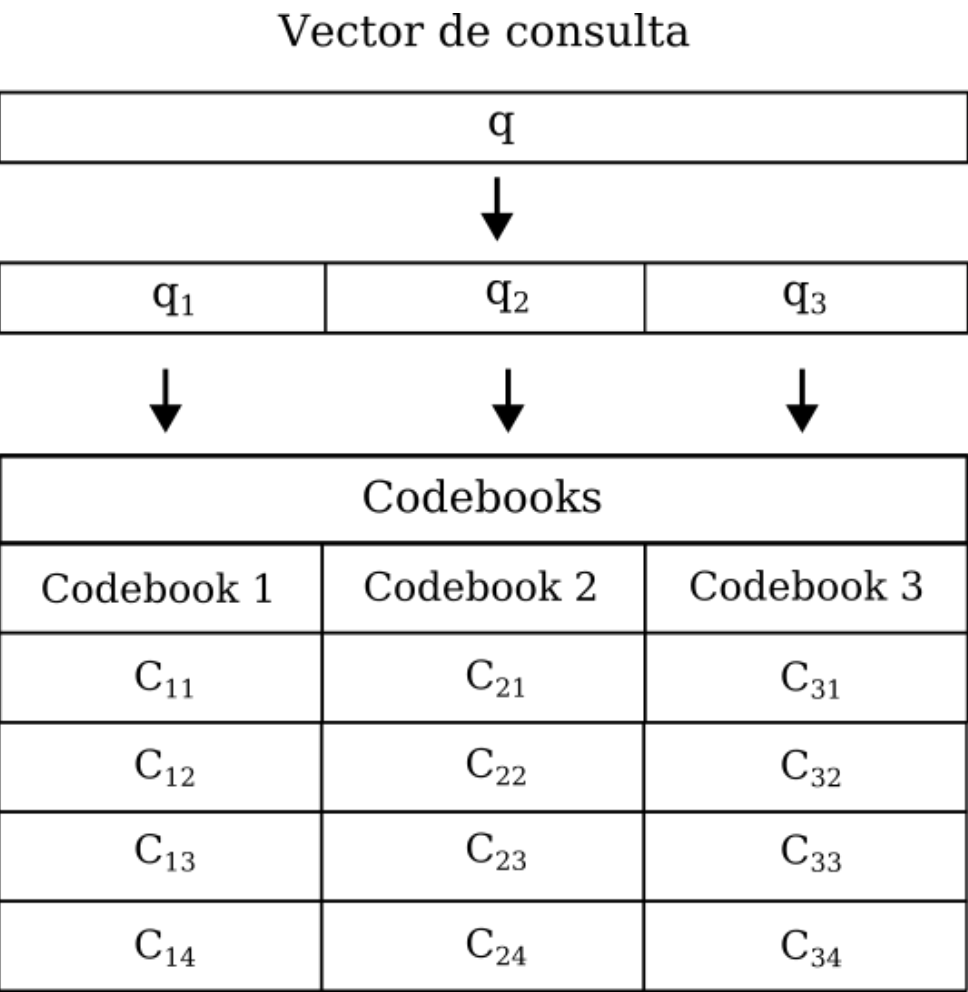 Vector de consulta
q
q₁ q₂ q₃
Codebooks
Codebook 1 Codebook 2 Codebook 3
C₁₁ C₂₁ C₃₁
C₁₂ C₂₂ C₃₂
C₁₃ C₂₃ C₃₃
C₁₄ C₂₄ C₃₄